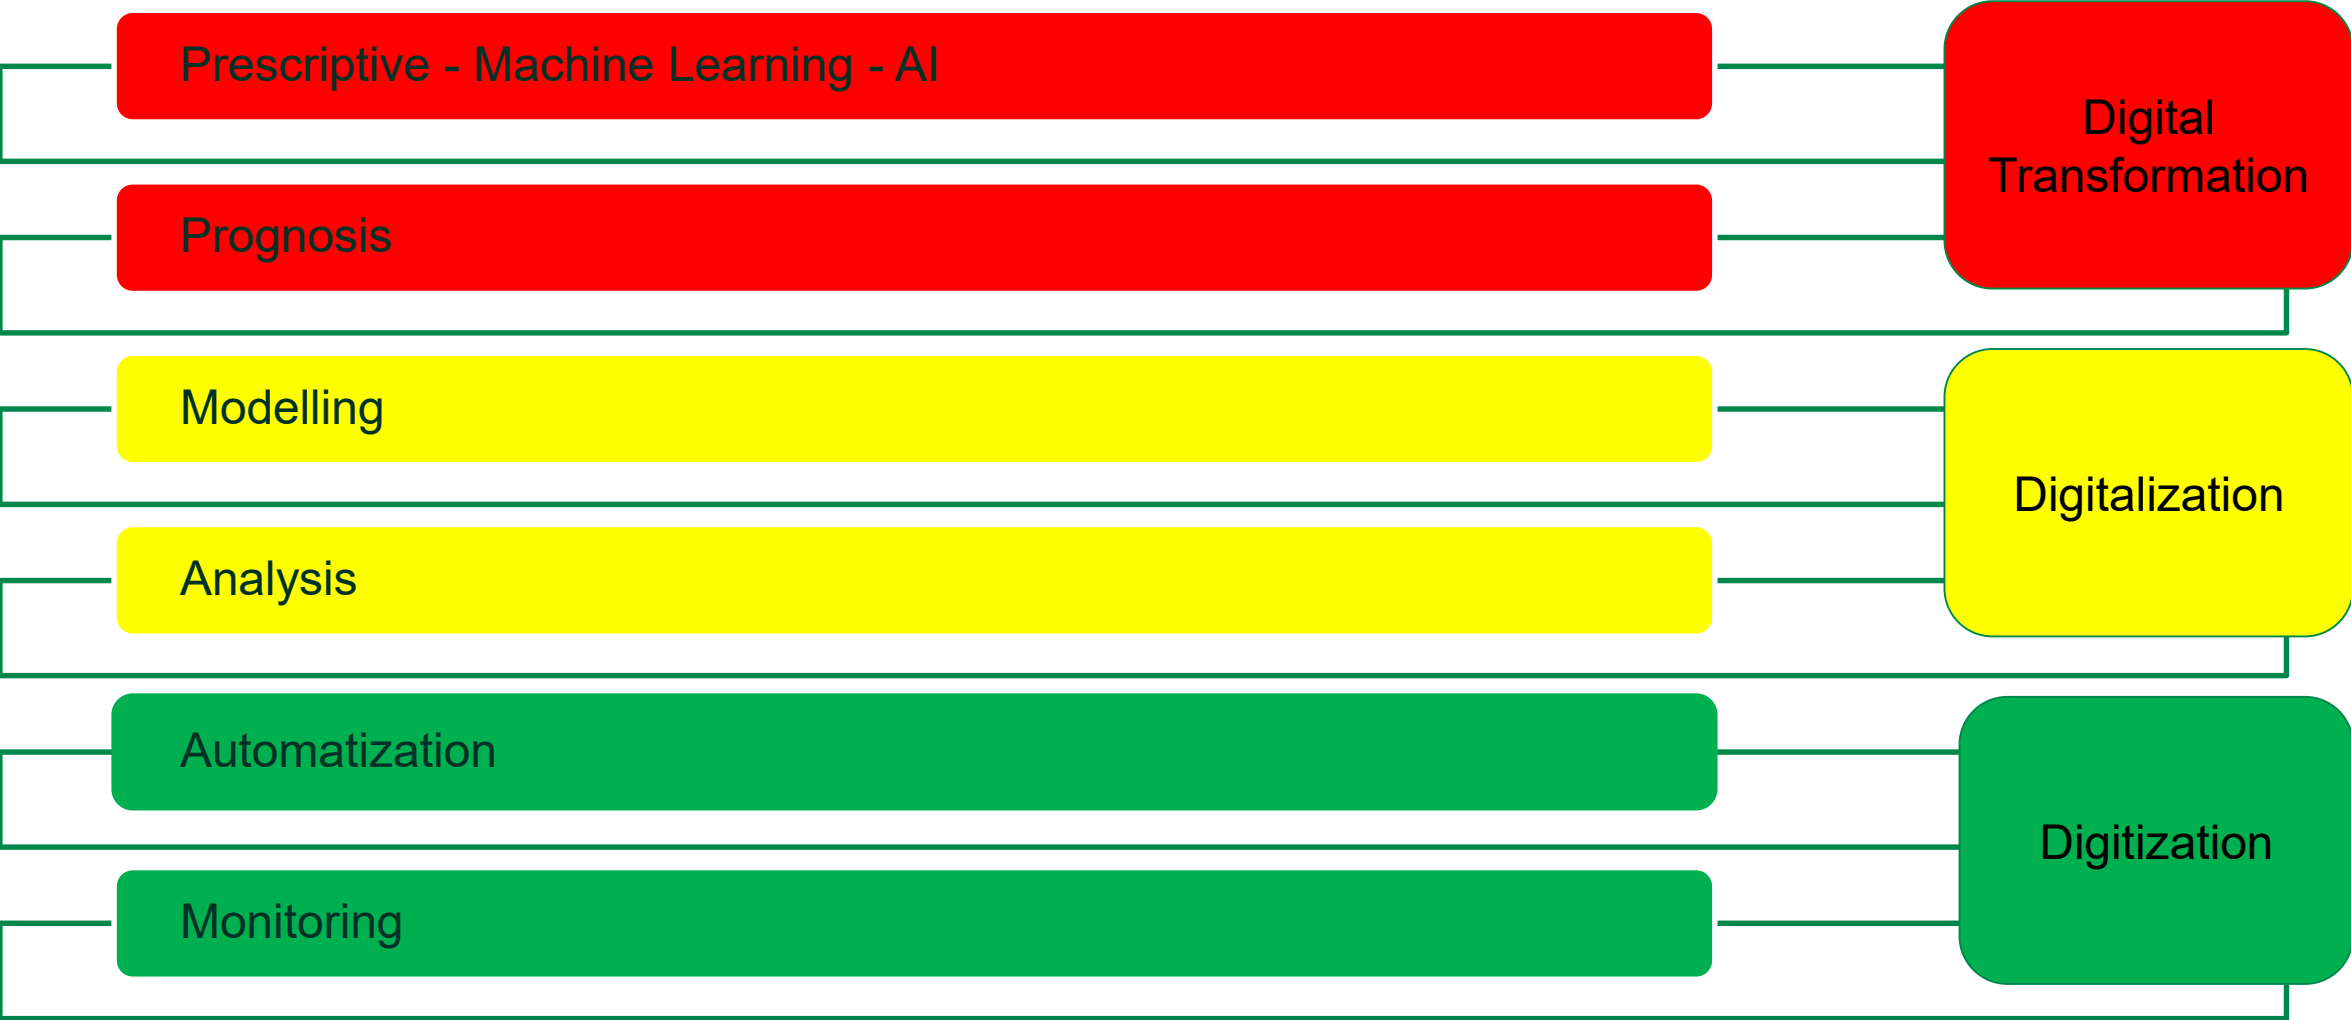 Prescriptive - Machine Learning - AI
Prognosis
Digital
Transformation
Modelling
Analysis
Digitalization
Automatization
Monitoring
Digitization